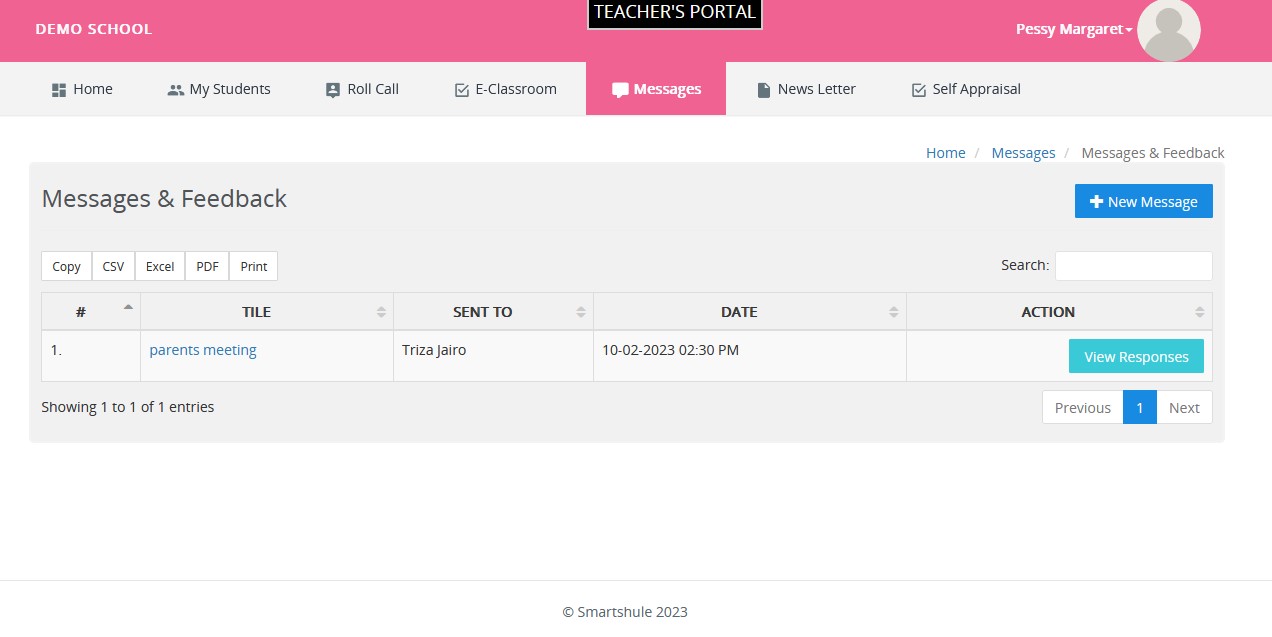 TEACHER'S PORTAL
DEMO SCHOOL
Pessy Margaret
Home My Students Roll Call E-Classroom Messages News Letter Self Appraisal
Home / Messages / Messages & Feedback
Messages & Feedback
New Message
Copy CSV Excel PDF Print
Search:
# TILE SENT TO DATE ACTION
1. parents meeting Triza Jairo 10-02-2023 02:30 PM View Responses
Showing 1 to 1 of 1 entries
Previous 1 Next
© Smartshule 2023